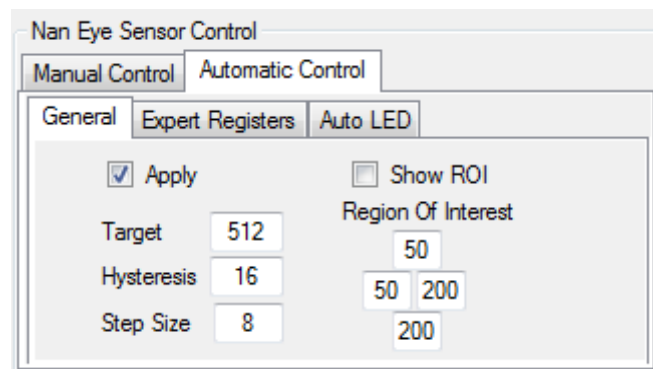 Nan Eye Sensor Control
Manual Control Automatic Control
General Expert Registers Auto LED
Apply Show ROI
Region Of Interest
Target 512
50
Hysteresis 16
50 200
Step Size 8
200